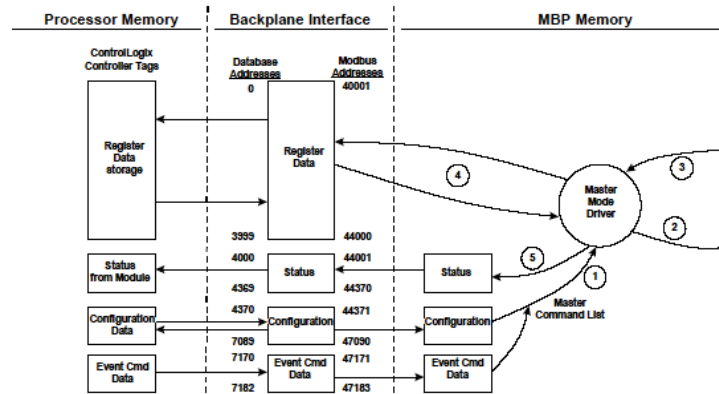 Processor Memory
Backplane Interface
MBP Memory
ControlLogix
Controller Tags
Database
Addresses
Modbus
Addresses
0
40001
Register
Data
storage
Register
Data
Master
Mode
Driver
3
4
2
3999
44000
4000
44001
5
1
Status
from Module
Status
Status
4369
44370
Master
Command List
4370
44371
Configuration
Data
Configuration
Configuration
7089
47090
7170
47171
Event Cmd
Data
Event Cmd
Data
Event Cmd
Data
7182
47183